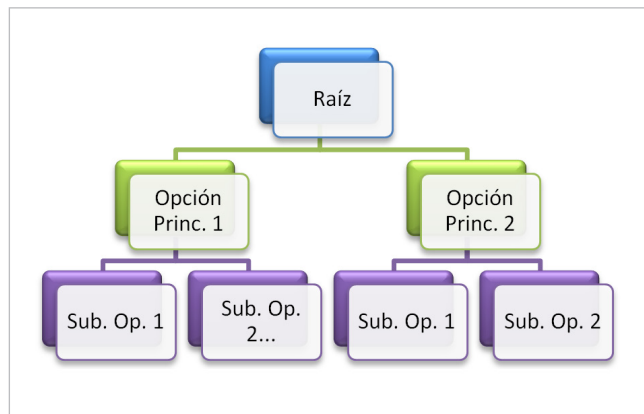 Raíz
Opción
Princ. 1
Opción
Princ. 2
Sub. Op. 1
Sub. Op.
2...
Sub. Op. 1
Sub. Op. 2